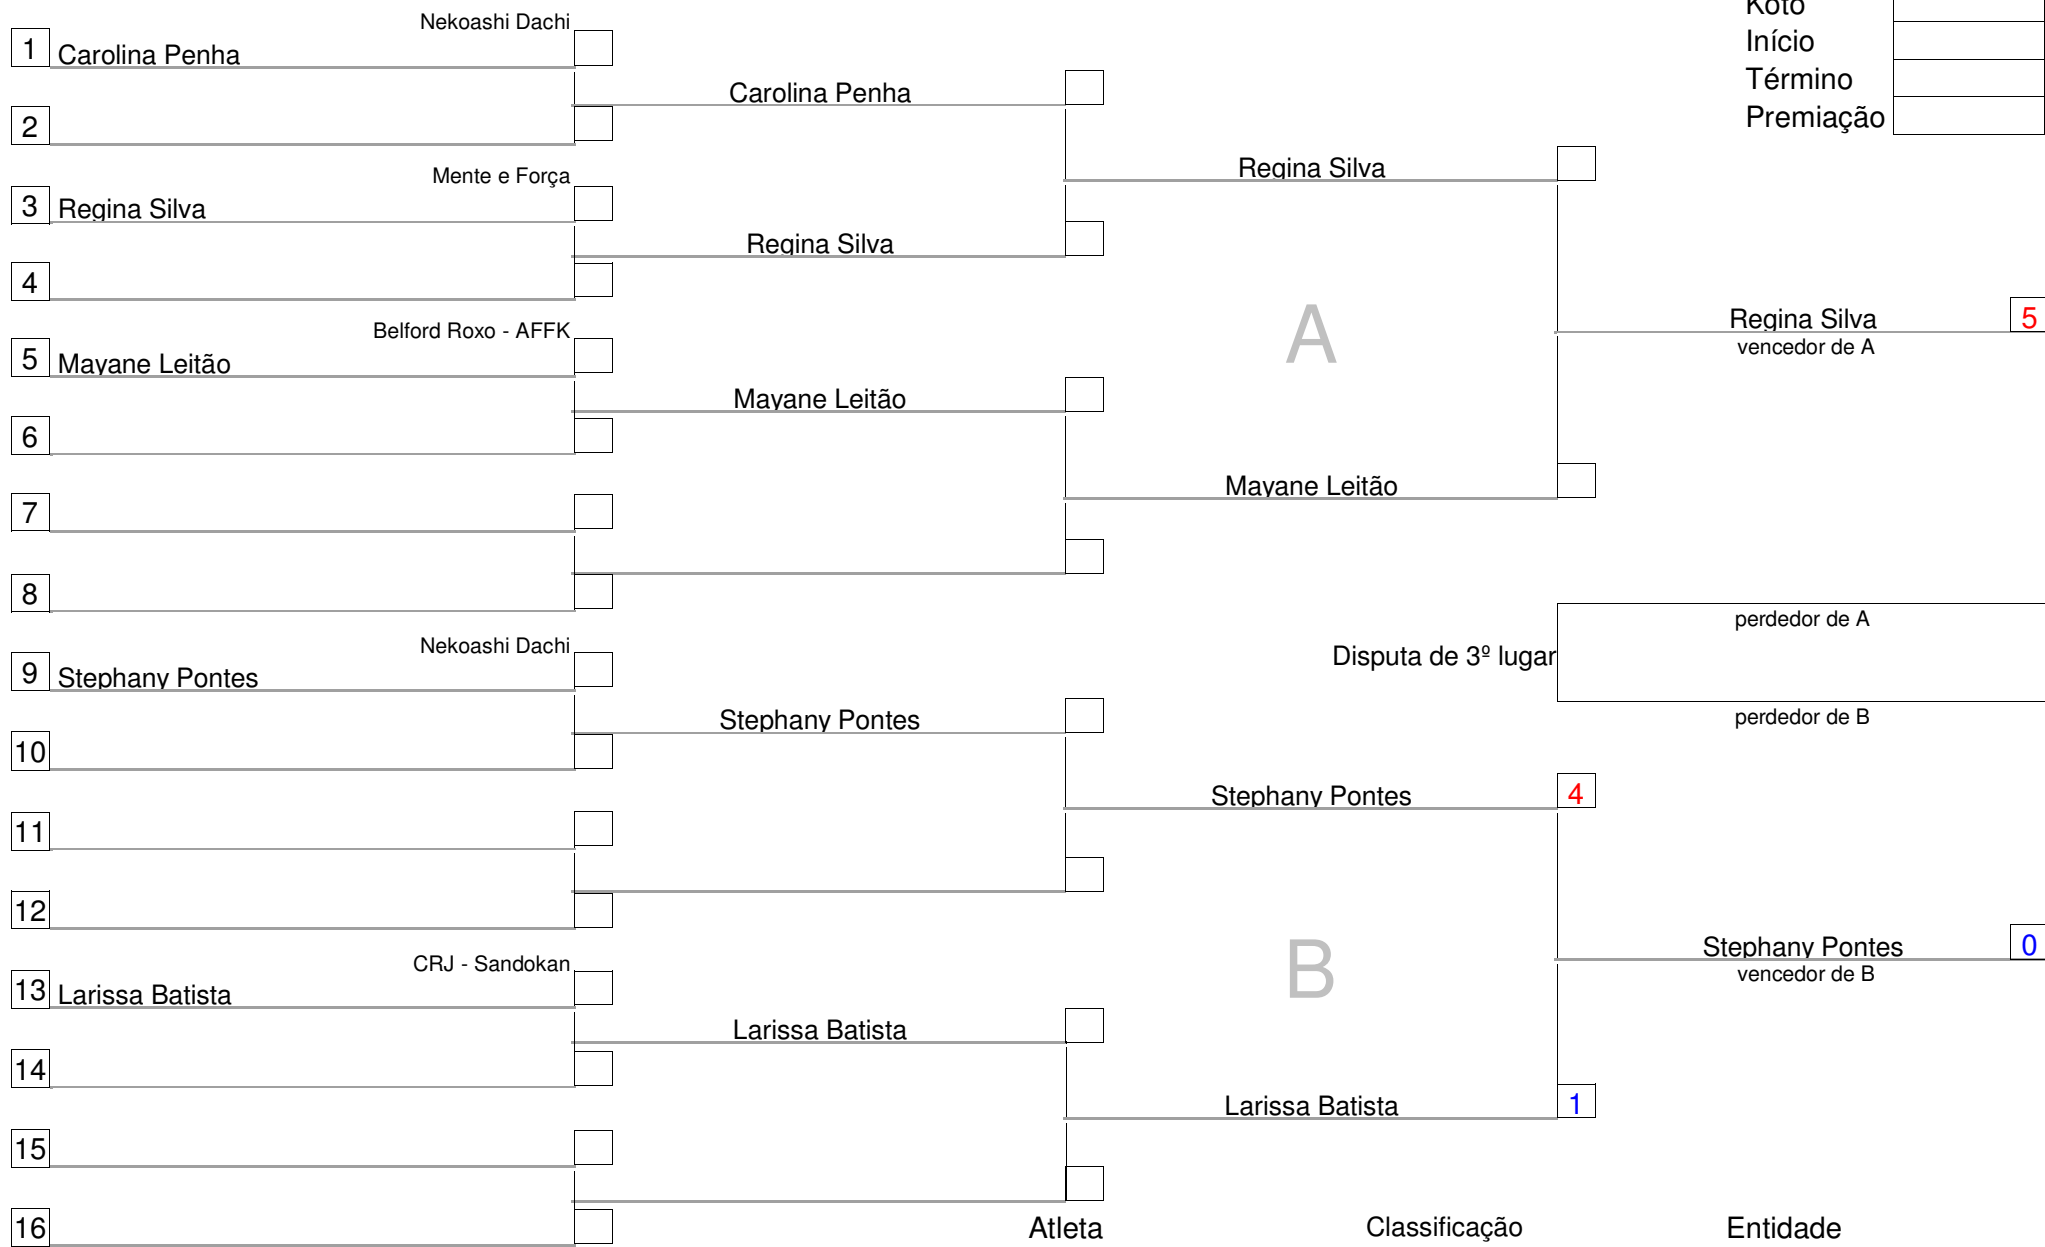 Koto
Início
Término
Premiação
Nekoashi Dachi
1 Carolina Penha
Carolina Penha
2
Regina Silva
Mente e Força
3 Regina Silva
Regina Silva
4
A
Regina Silva 5
vencedor de A
Belford Roxo - AFFK
5 Mayane Leitão
Mayane Leitão
6
Mayane Leitão
7
8
perdedor de A
Disputa de 3º lugar
perdedor de B
Nekoashi Dachi
9 Stephany Pontes
Stephany Pontes
10
Stephany Pontes 4
11
12
B
Stephany Pontes 0
vencedor de B
CRJ - Sandokan
13 Larissa Batista
Larissa Batista
14
Larissa Batista 1
15
16
Atleta Classificação Entidade